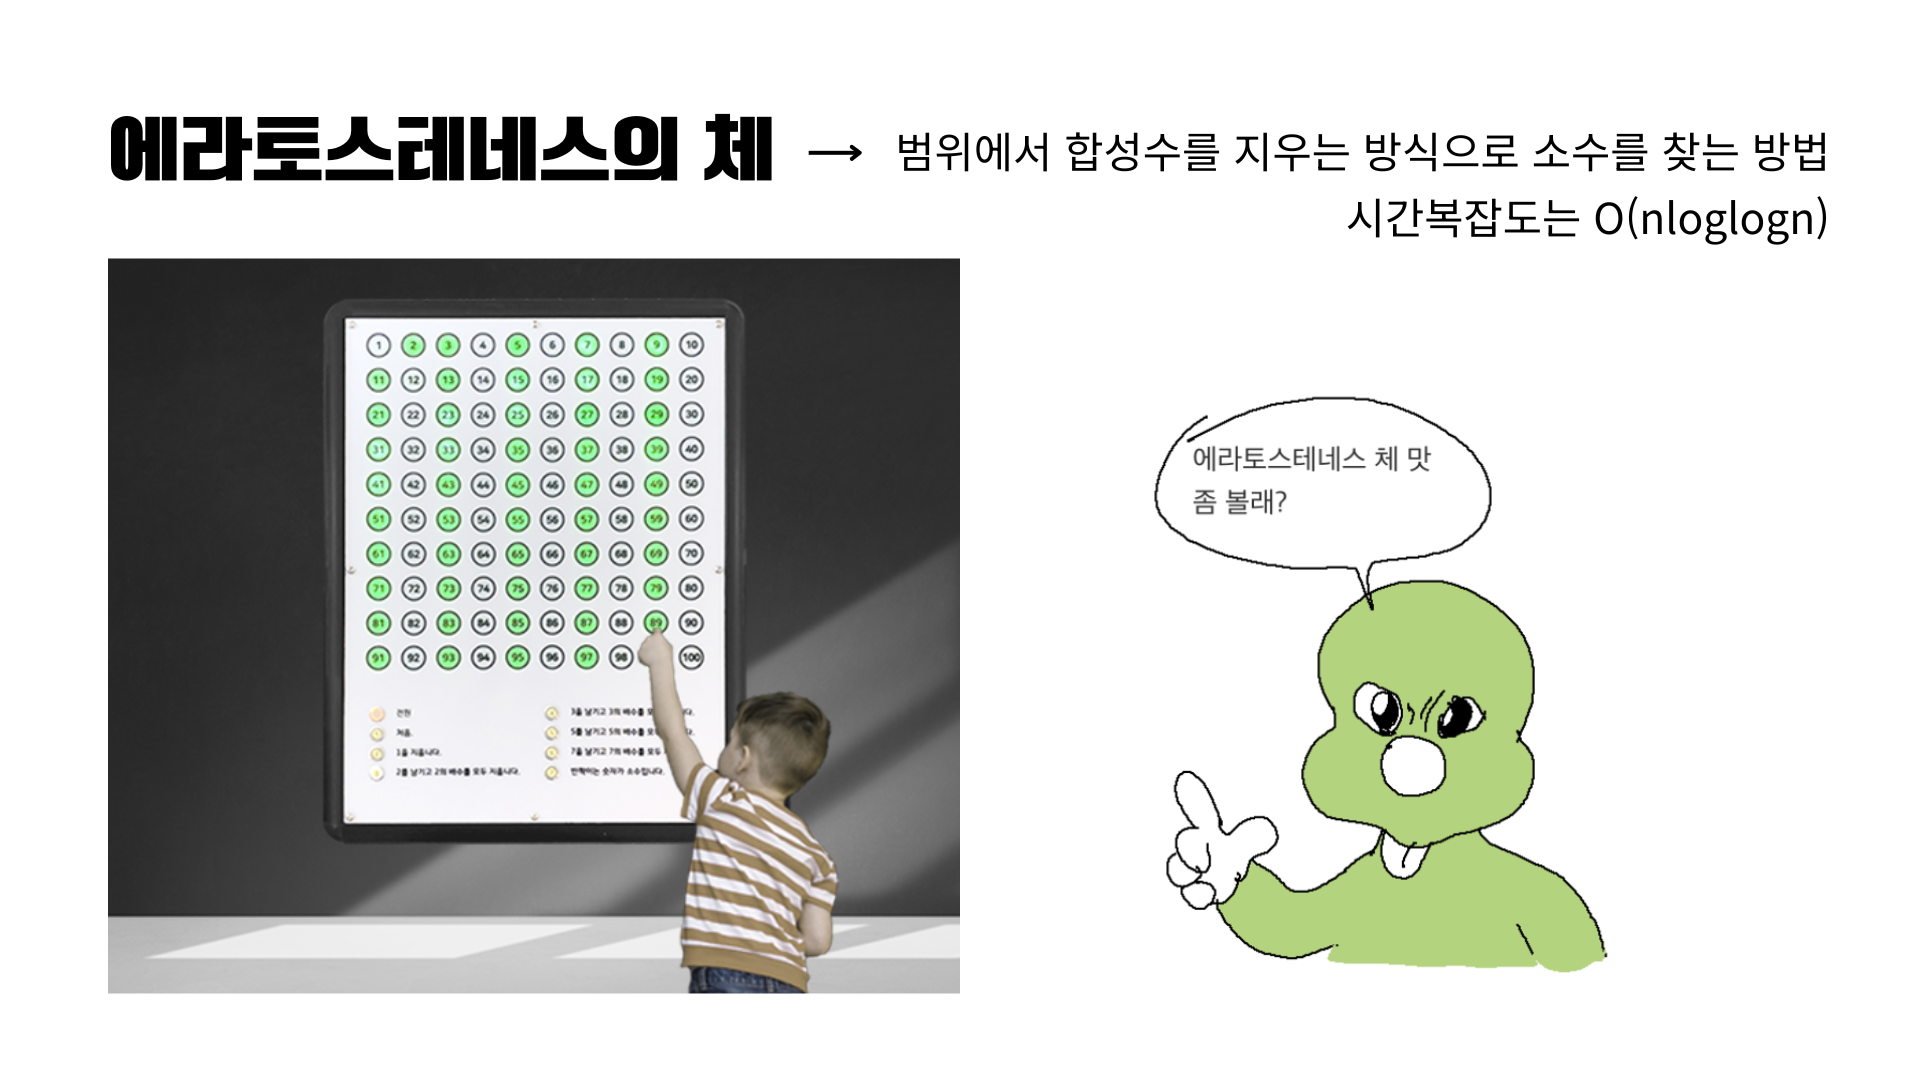 에라토스테네스의 체 → 범위에서 합성수를 지우는 방식으로 소수를 찾는 방법
시간복잡도는 O(nloglogn)
1 2 3 4 5 6 7 8 9 10
11 12 13 14 15 16 17 18 19 20
21 22 23 24 25 26 27 28 29 30
31 32 33 34 35 36 37 38 39 40
41 42 43 44 45 46 47 48 49 50
51 52 53 54 55 56 57 58 59 60
61 62 63 64 65 66 67 68 69 70
71 72 73 74 75 76 77 78 79 80
81 82 83 84 85 86 87 88 89 90
91 92 93 94 95 96 97 98 100
전원
처음.
1을 지웁니다.
2를 남기고 2의 배수를 모두 지웁니다.
3을 남기고 3의 배수를 다.
5를 남기고 5의 배수를 다.
7을 남기고 7의 배수를 모두
반짝이는 숫자가 소수입니다.
에라토스테네스 체 맛
좀 볼래?